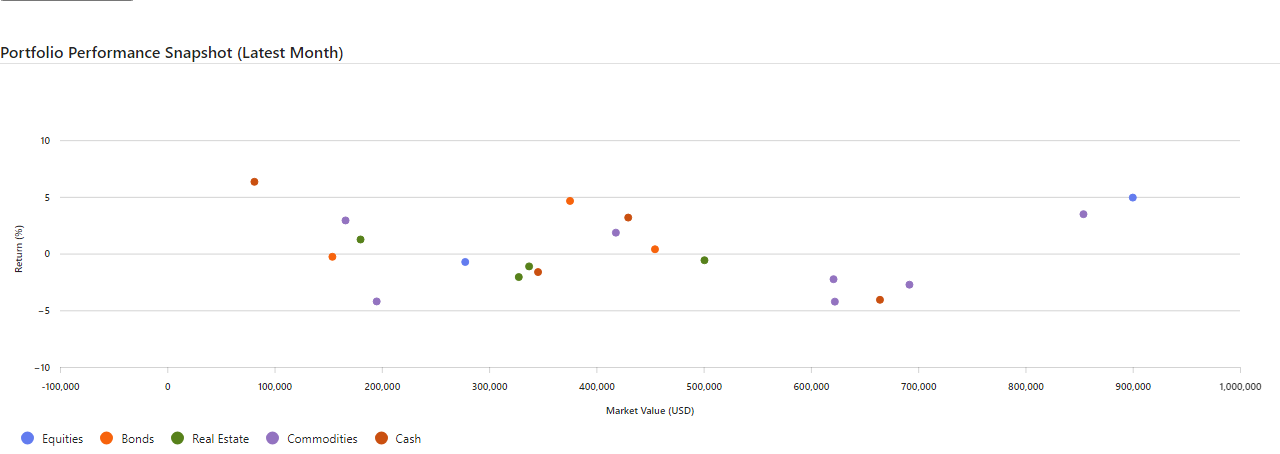 Portfolio Performance Snapshot (Latest Month)
10
5
0
−5
−10
Return (%)
-100,000 0 100,000 200,000 300,000 400,000 500,000 600,000 700,000 800,000 900,000 1,000,000
Market Value (USD)
Equities Bonds Real Estate Commodities Cash